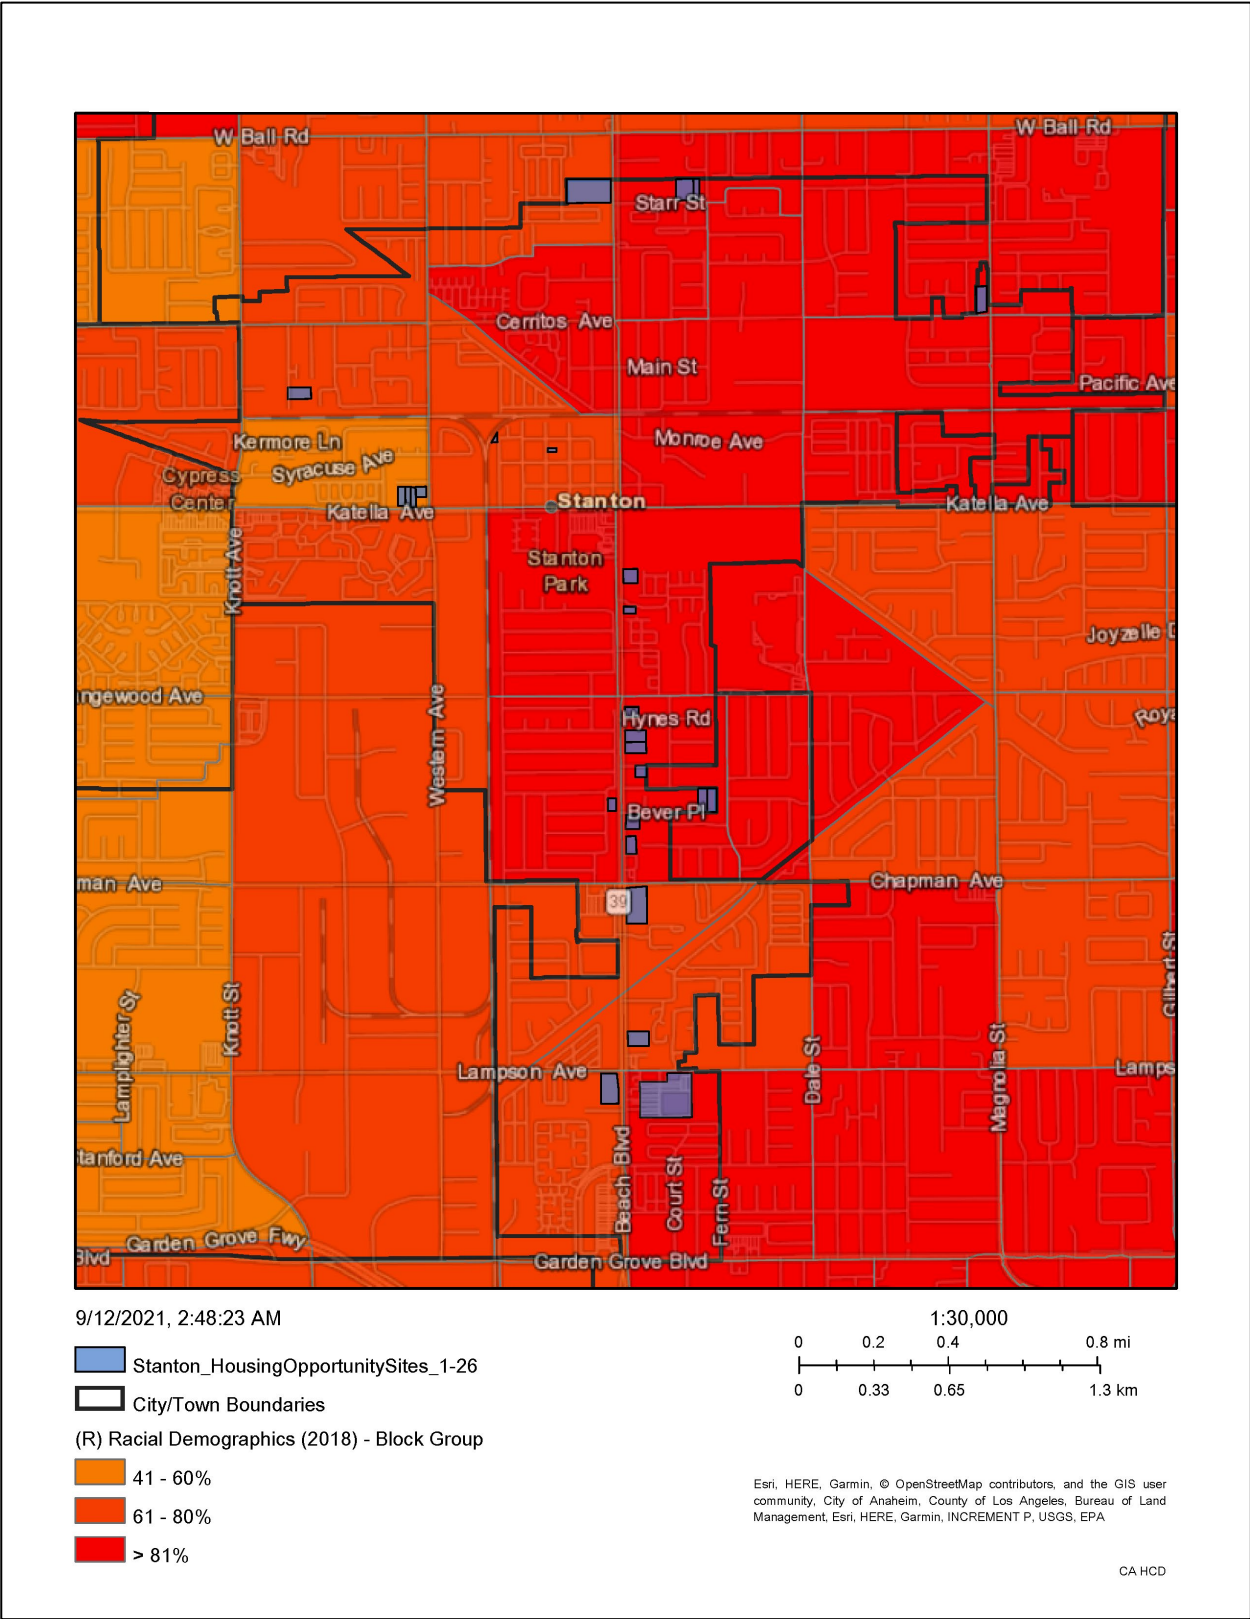 W Ball Rd
W Ball Rd
Starr St
Cerritos Ave
Main St
Pacific Ave
Kermore Ln
Monroe Ave
Syracuse Ave
Cypress
Center
Stanton
Katella Ave
Katella Ave
Knott Ave
Stanton
Park
Joyzelle D
ngewood Ave
Western Ave
Hynes Rd
Roya
Bever Pl
man Ave
Chapman Ave
39
Gilbert St
Lamplighter St
Knott St
Lampson Ave
Dale St
Magnolia St
Lamps
tanford Ave
Beach Blvd
Court St
Fern St
Garden Grove Fwy
Blvd
Garden Grove Blvd
9/12/2021, 2:48:23 AM
1:30,000
Stanton_HousingOpportunitySites_1-26
City/Town Boundaries
(R) Racial Demographics (2018) - Block Group
41 - 60%
61 - 80%
> 81%
0 0.2 0.4 0.8 mi
0 0.33 0.65 1.3 km
Esri, HERE, Garmin, © OpenStreetMap contributors, and the GIS user
community, City of Anaheim, County of Los Angeles, Bureau of Land
Management, Esri, HERE, Garmin, INCREMENT P, USGS, EPA
CA HCD